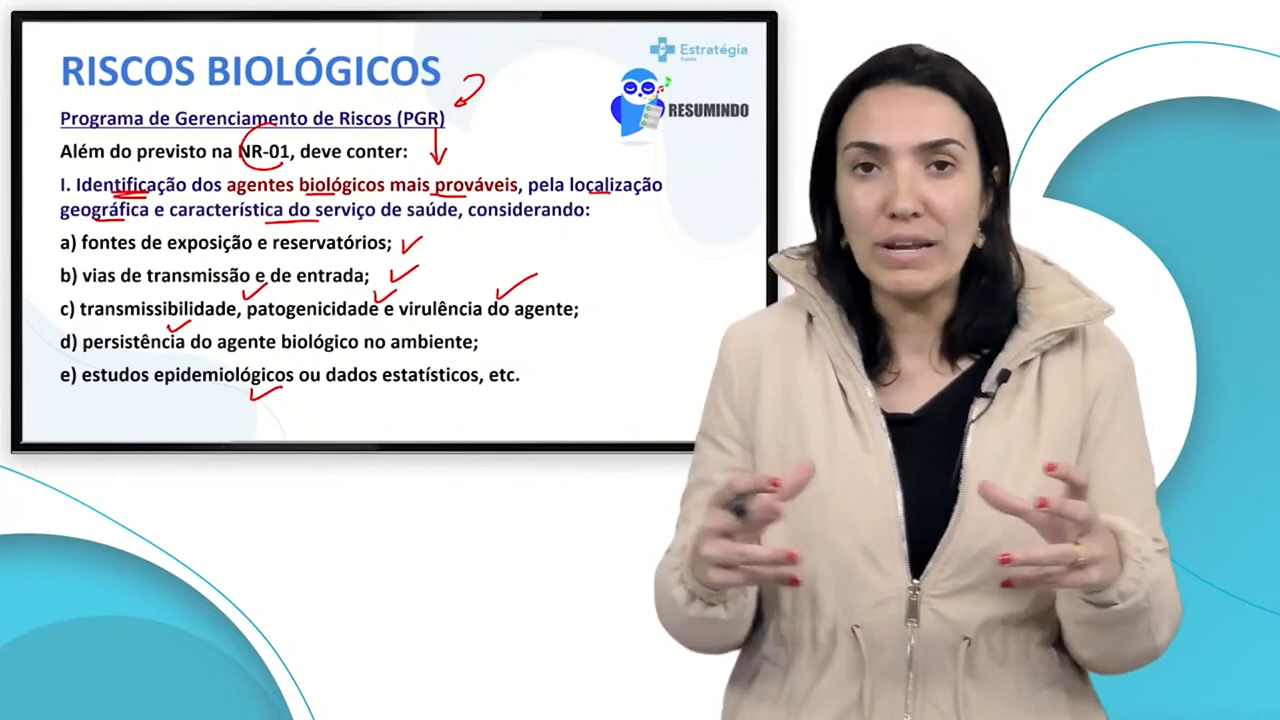 RISCOS BIOLÓGICOS
Estratégia
Saúde
RESUMINDO
Programa de Gerenciamento de Riscos (PGR)
Além do previsto na NR-01, deve conter:
I. Identificação dos agentes biológicos mais prováveis, pela localização
geográfica e característica do serviço de saúde, considerando:
a) fontes de exposição e reservatórios;
b) vias de transmissão e de entrada;
c) transmissibilidade, patogenicidade e virulência do agente;
d) persistência do agente biológico no ambiente;
e) estudos epidemiológicos ou dados estatísticos, etc.